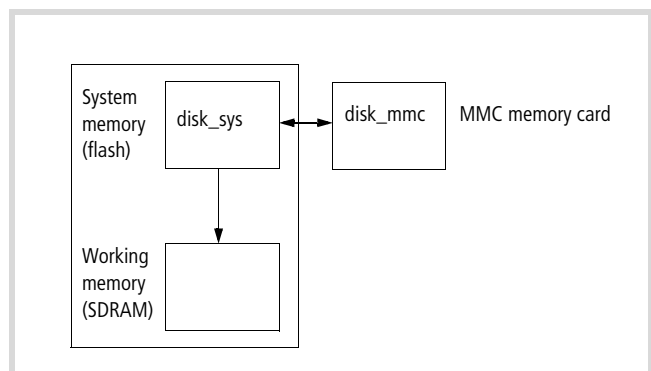 System
memory
(flash)
disk_sys
disk_mmc
MMC memory card
Working
memory
(SDRAM)